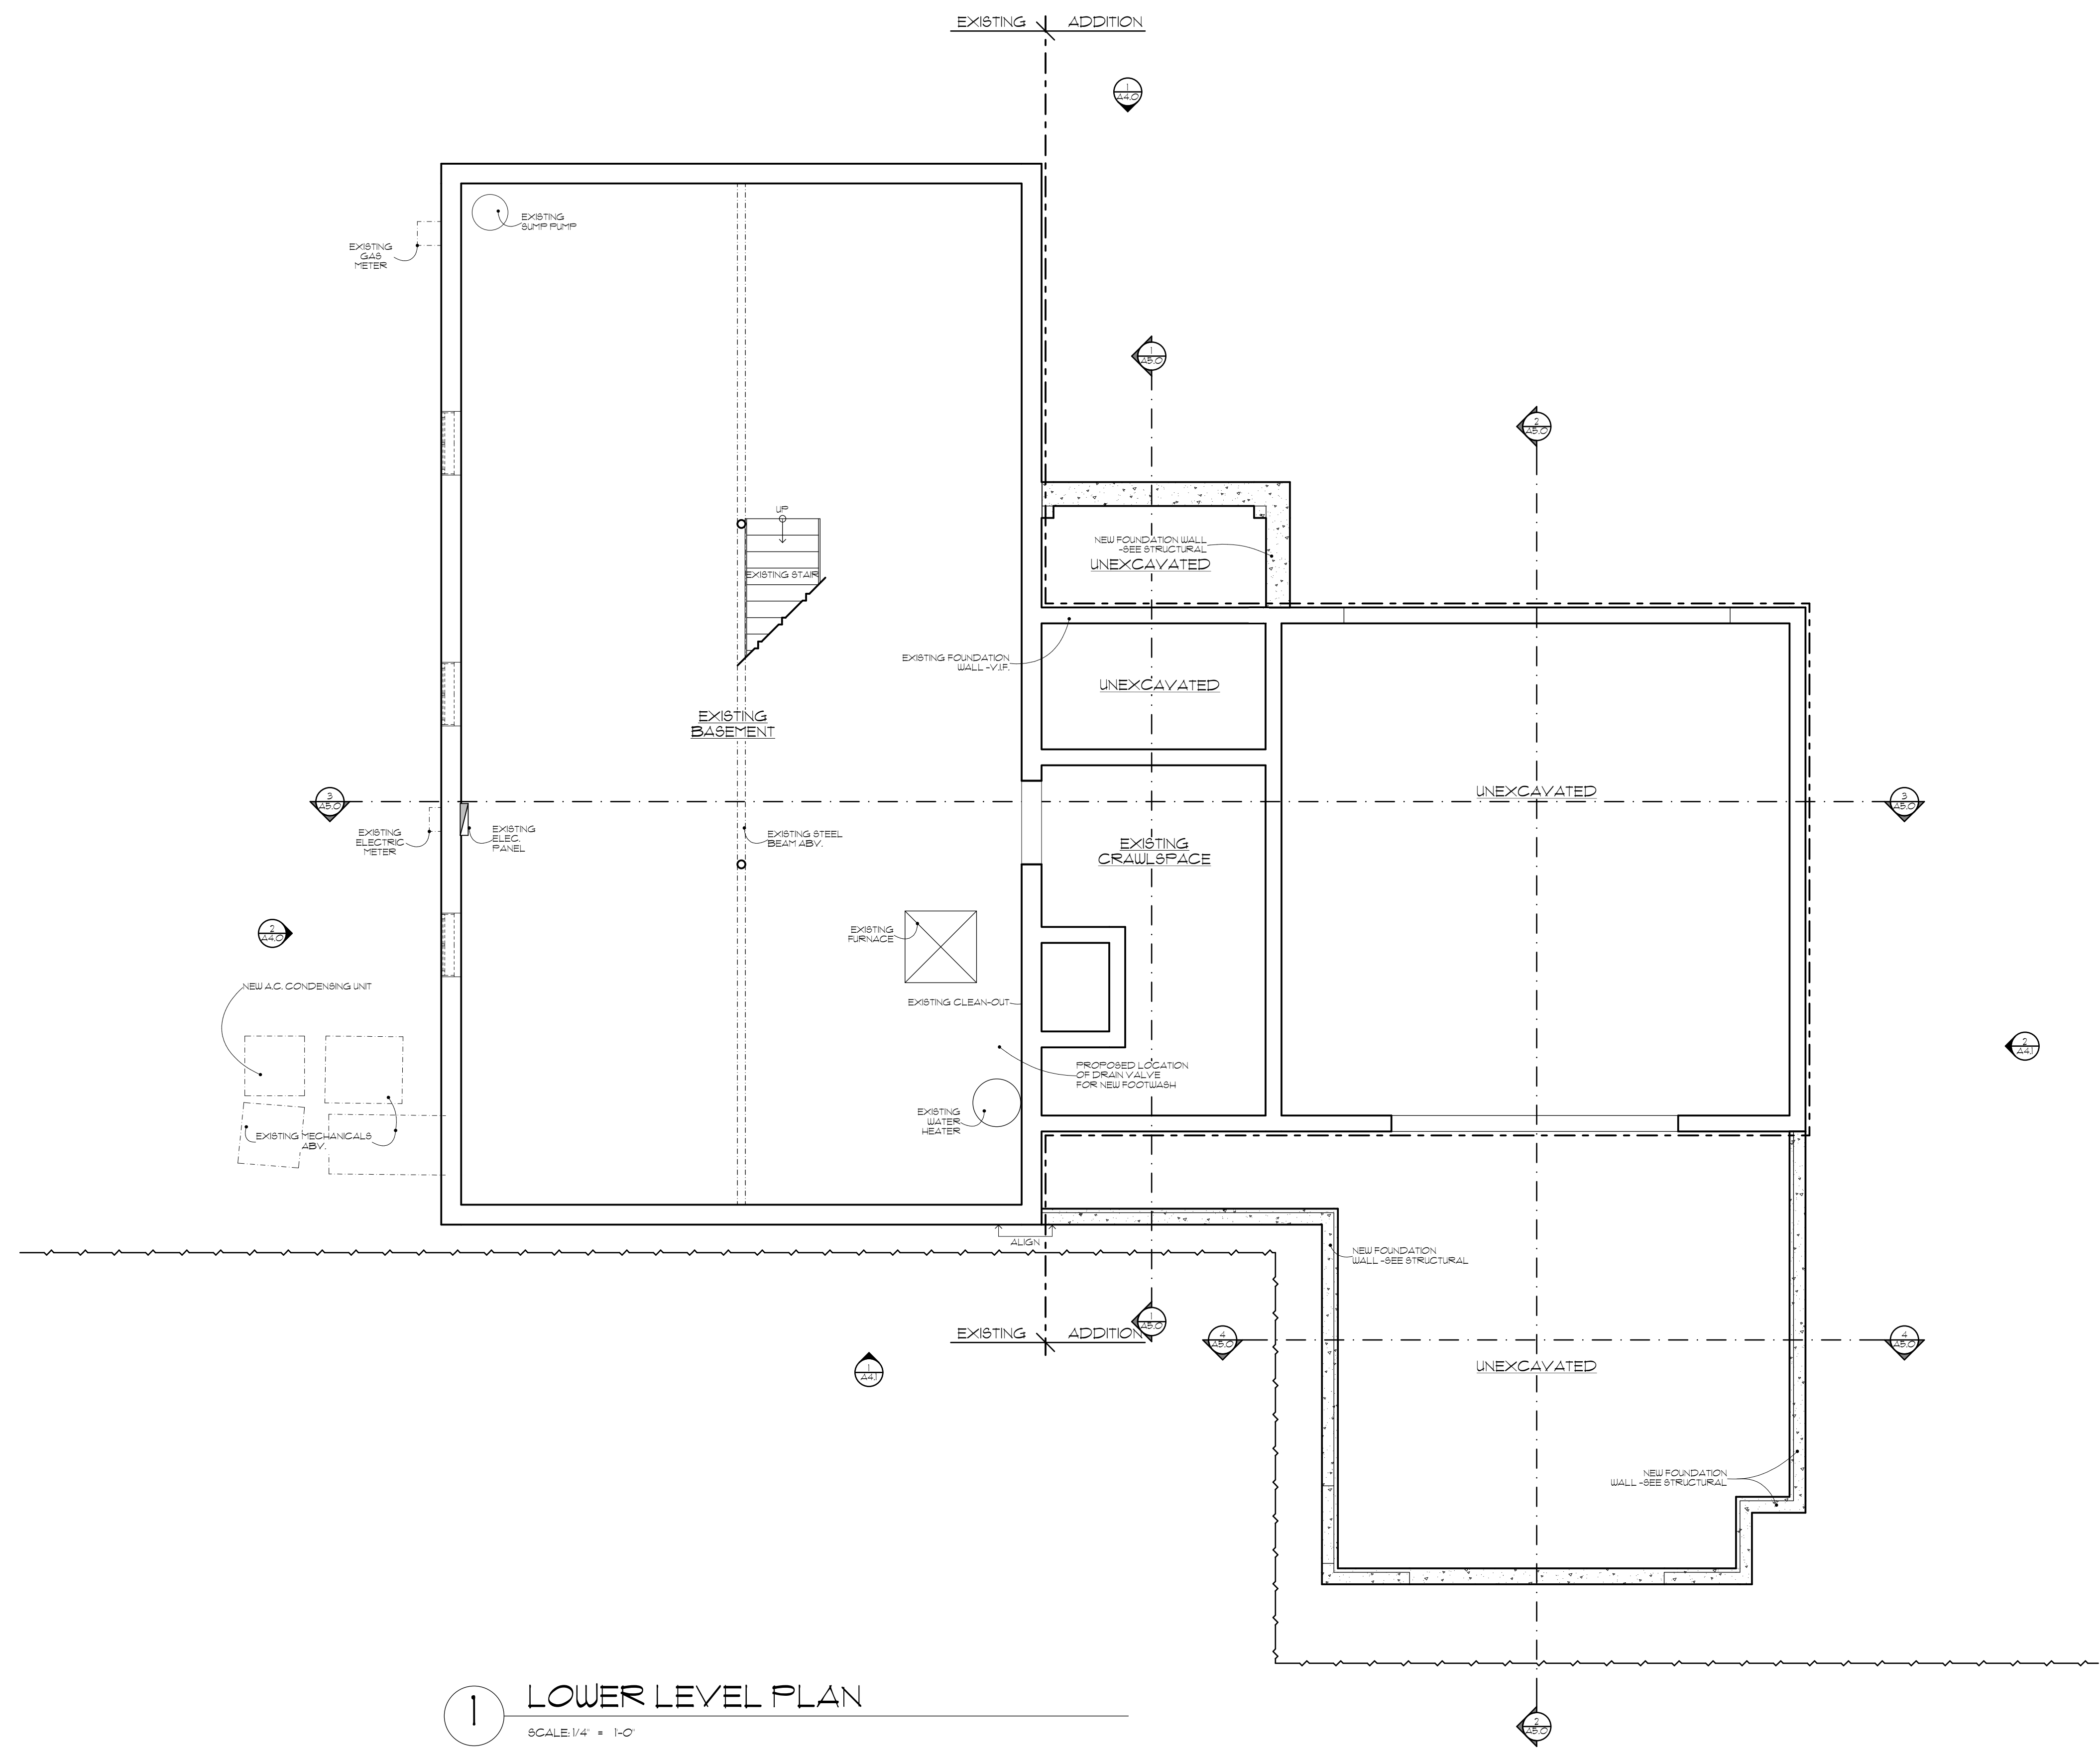 EXISTING ADDITION
1
A4.0
EXISTING
SUMP PUMP
EXISTING
GAS
METER
1
A5.0
2
A5.0
UP
EXISTING STAIR
NEW FOUNDATION WALL
-SEE STRUCTURAL
UNEXCAVATED
EXISTING FOUNDATION
WALL -V.I.F.
UNEXCAVATED
EXISTING
BASEMENT
3
A5.0
UNEXCAVATED
3
A5.0
EXISTING
ELECTRIC
METER
EXISTING
ELEC.
PANEL
EXISTING STEEL
BEAM ABV.
EXISTING
CRAWLSPACE
2
A4.0
EXISTING
FURNACE
NEW A.C. CONDENSING UNIT
EXISTING CLEAN-OUT
2
A4.1
PROPOSED LOCATION
OF DRAIN VALVE
FOR NEW FOOTWASH
EXISTING
WATER
HEATER
EXISTING MECHANICALS
ABV.
ALIGN
NEW FOUNDATION
WALL -SEE STRUCTURAL
EXISTING ADDITION
1
A5.0
4
A5.0
4
A5.0
1
A4.1
UNEXCAVATED
NEW FOUNDATION
WALL -SEE STRUCTURAL
1
LOWER LEVEL PLAN
SCALE: 1/4" = 1-0"
2
A5.0